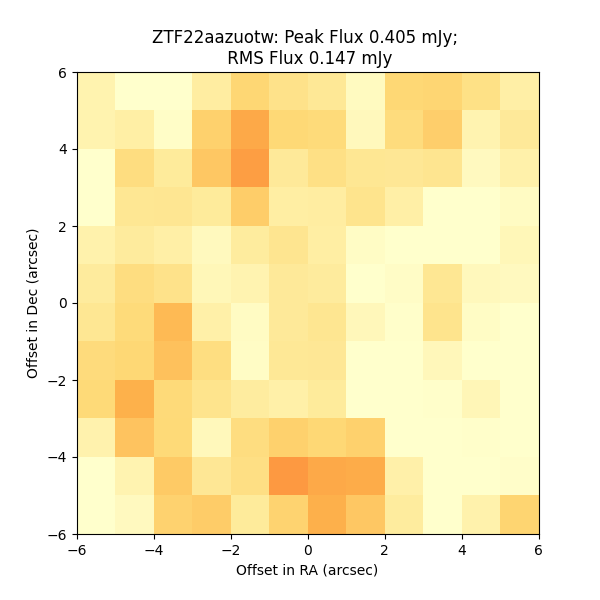 ZTF22aazuotw: Peak Flux 0.405 mJy;
RMS Flux 0.147 mJy
6
4
2
0
−2
−4
−6
Offset in Dec (arcsec)
−6 −4 −2 0 2 4 6
Offset in RA (arcsec)